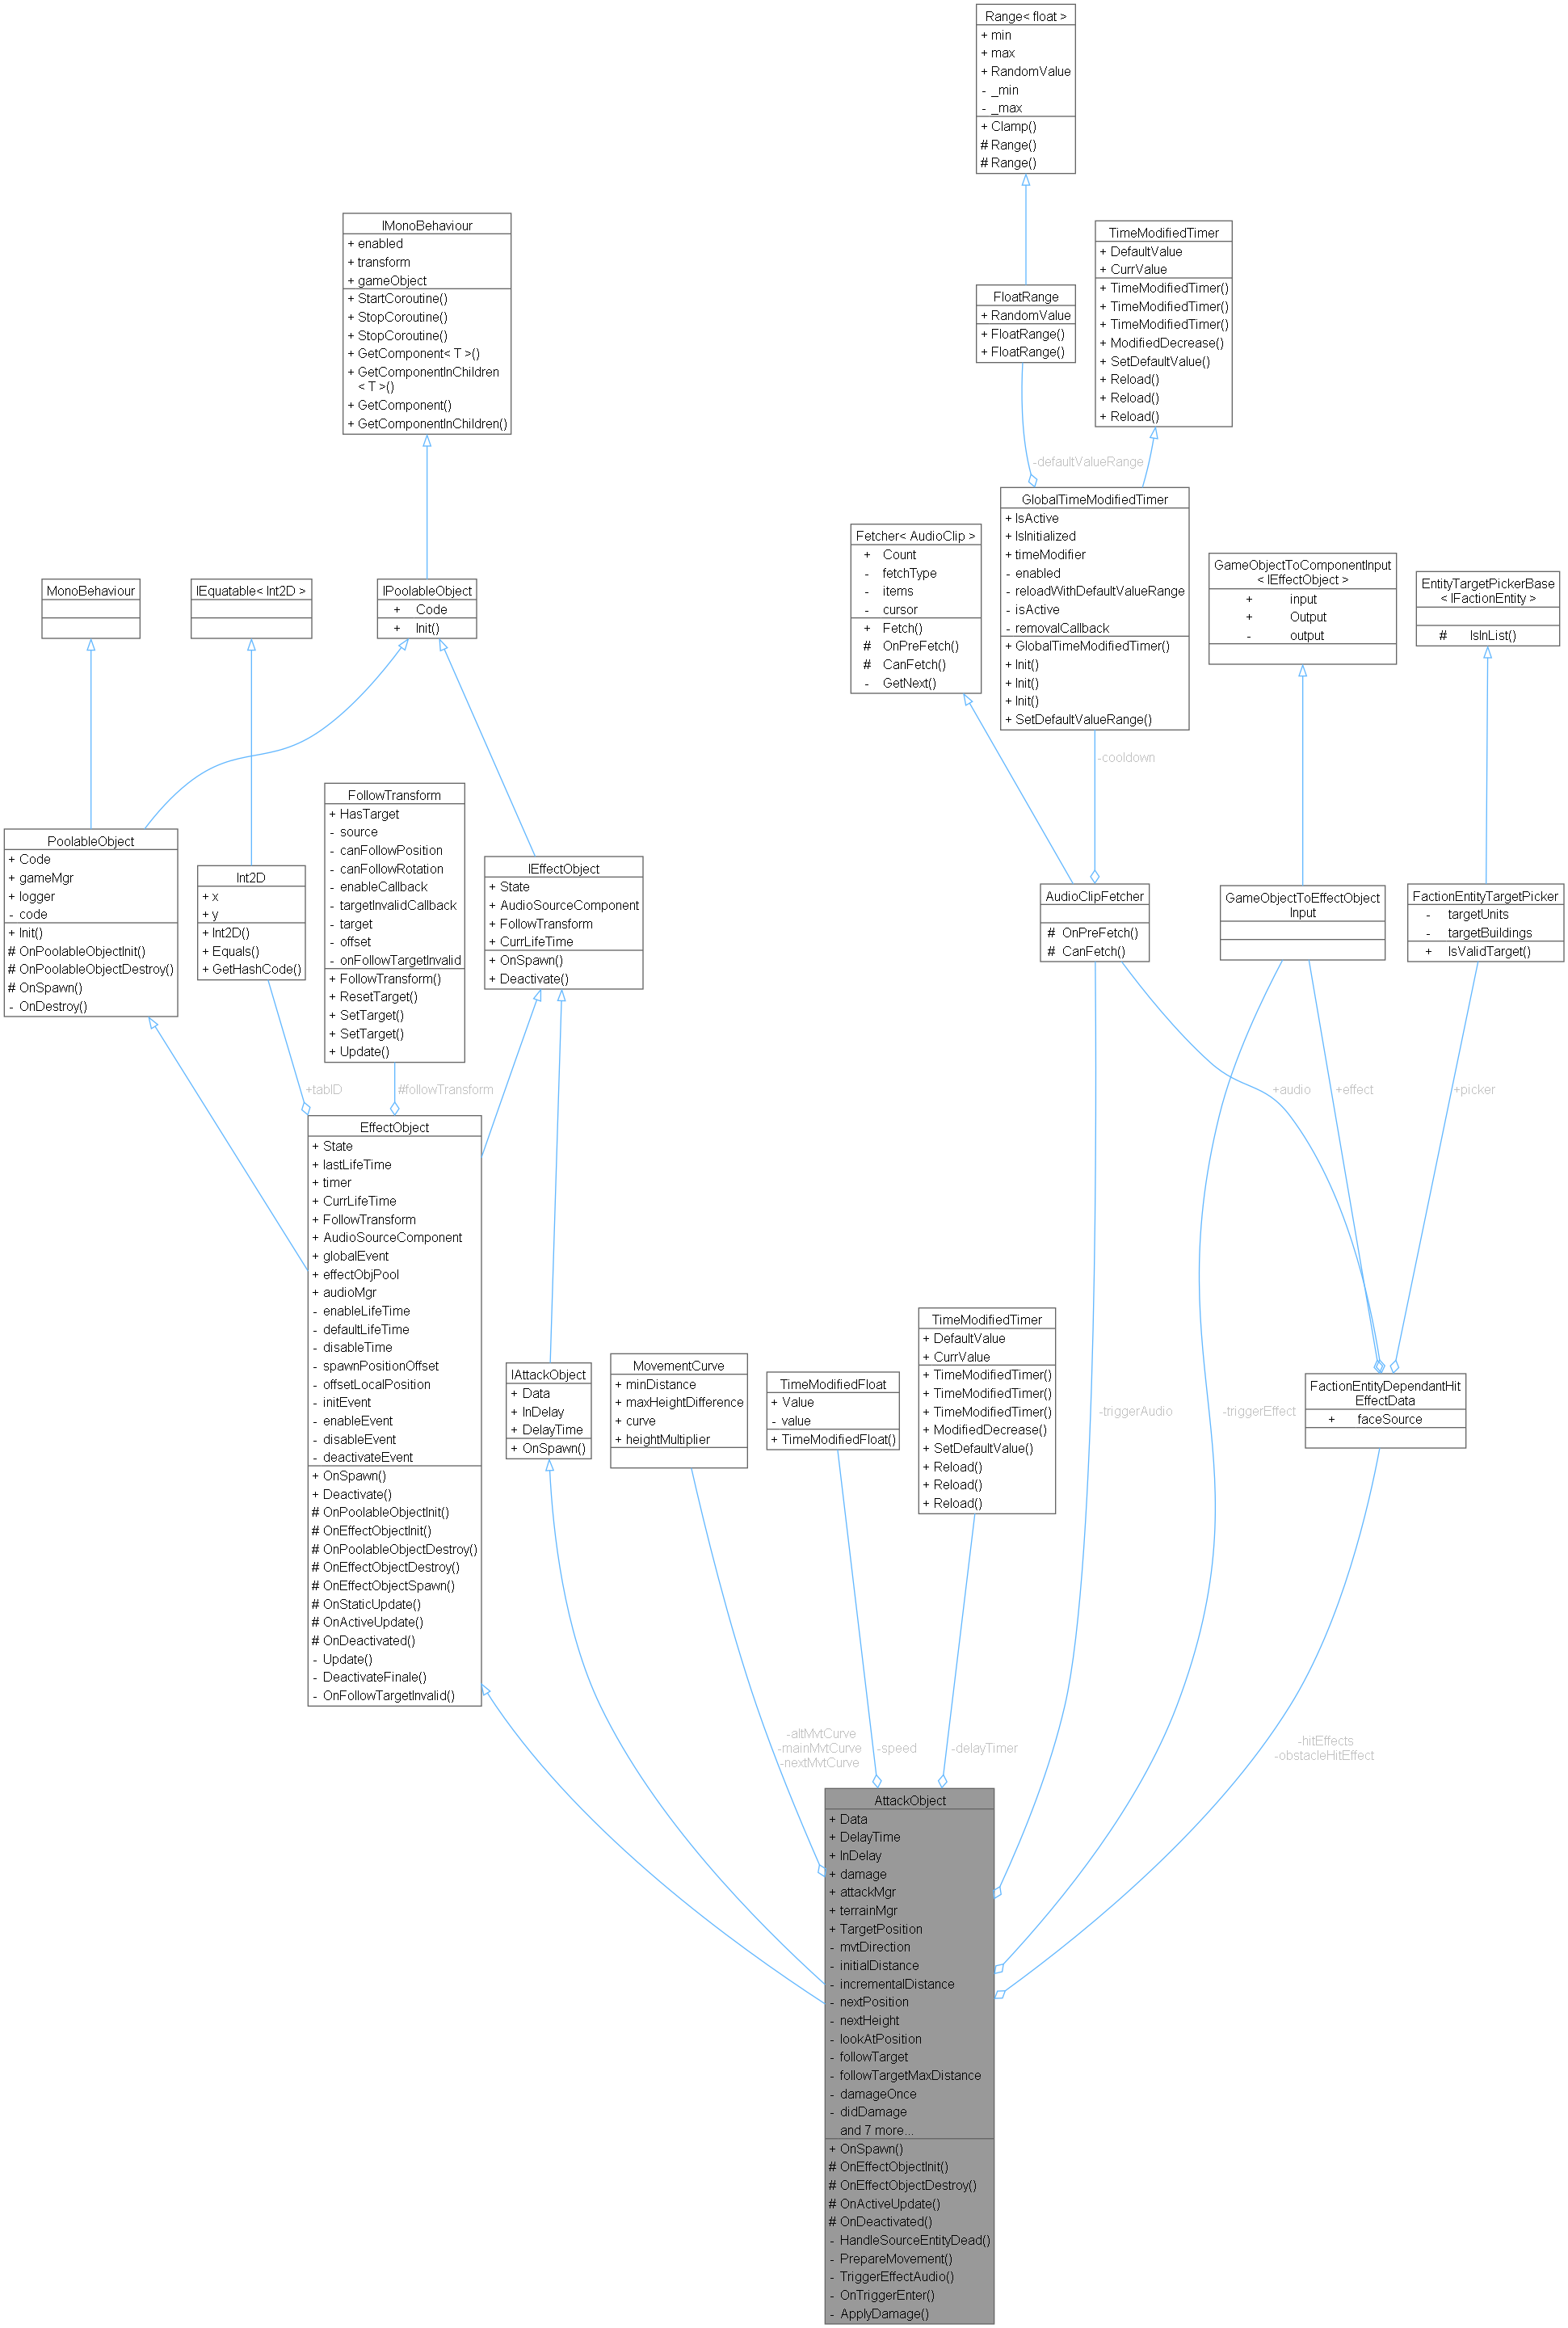 Range< float >
+ min
+ max
+ RandomValue
- _min
- _max
+ Clamp()
# Range()
# Range()
IMonoBehaviour
+ enabled
+ transform
+ gameObject
+ StartCoroutine()
+ StopCoroutine()
+ StopCoroutine()
+ GetComponent< T >()
+ GetComponentInChildren
< T >()
+ GetComponent()
+ GetComponentInChildren()
TimeModifiedTimer
+ DefaultValue
+ CurrValue
+ TimeModifiedTimer()
+ TimeModifiedTimer()
+ TimeModifiedTimer()
+ ModifiedDecrease()
+ SetDefaultValue()
+ Reload()
+ Reload()
+ Reload()
FloatRange
+ RandomValue
+ FloatRange()
+ FloatRange()
-defaultValueRange
GlobalTimeModifiedTimer
+ IsActive
+ IsInitialized
+ timeModifier
- enabled
- reloadWithDefaultValueRange
- isActive
- removalCallback
+ GlobalTimeModifiedTimer()
+ Init()
+ Init()
+ Init()
+ SetDefaultValueRange()
Fetcher< AudioClip >
+ Count
- fetchType
- items
- cursor
+ Fetch()
# OnPreFetch()
# CanFetch()
- GetNext()
GameObjectToComponentInput
< IEffectObject >
+ input
+ Output
- output
EntityTargetPickerBase
< IFactionEntity >
# IsInList()
MonoBehaviour
IEquatable< Int2D >
IPoolableObject
+ Code
+ Init()
-cooldown
FollowTransform
+ HasTarget
- source
- canFollowPosition
- canFollowRotation
- enableCallback
- targetInvalidCallback
- target
- offset
- onFollowTargetInvalid
+ FollowTransform()
+ ResetTarget()
+ SetTarget()
+ SetTarget()
+ Update()
PoolableObject
+ Code
+ gameMgr
+ logger
- code
+ Init()
# OnPoolableObjectInit()
# OnPoolableObjectDestroy()
# OnSpawn()
- OnDestroy()
Int2D
+ x
+ y
+ Int2D()
+ Equals()
+ GetHashCode()
IEffectObject
+ State
+ AudioSourceComponent
+ FollowTransform
+ CurrLifeTime
+ OnSpawn()
+ Deactivate()
AudioClipFetcher
# OnPreFetch()
# CanFetch()
GameObjectToEffectObject
Input
FactionEntityTargetPicker
- targetUnits
- targetBuildings
+ IsValidTarget()
+tabID
#followTransform
+audio
+effect
+picker
EffectObject
+ State
+ lastLifeTime
+ timer
+ CurrLifeTime
+ FollowTransform
+ AudioSourceComponent
+ globalEvent
+ effectObjPool
+ audioMgr
- enableLifeTime
- defaultLifeTime
- disableTime
- spawnPositionOffset
- offsetLocalPosition
- initEvent
- enableEvent
- disableEvent
- deactivateEvent
+ OnSpawn()
+ Deactivate()
# OnPoolableObjectInit()
# OnEffectObjectInit()
# OnPoolableObjectDestroy()
# OnEffectObjectDestroy()
# OnEffectObjectSpawn()
# OnStaticUpdate()
# OnActiveUpdate()
# OnDeactivated()
- Update()
- DeactivateFinale()
- OnFollowTargetInvalid()
IAttackObject
+ Data
+ InDelay
+ DelayTime
+ OnSpawn()
MovementCurve
+ minDistance
+ maxHeightDifference
+ curve
+ heightMultiplier
TimeModifiedFloat
+ Value
- value
+ TimeModifiedFloat()
TimeModifiedTimer
+ DefaultValue
+ CurrValue
+ TimeModifiedTimer()
+ TimeModifiedTimer()
+ TimeModifiedTimer()
+ ModifiedDecrease()
+ SetDefaultValue()
+ Reload()
+ Reload()
+ Reload()
-triggerAudio
-triggerEffect
FactionEntityDependantHit
EffectData
+ faceSource
-altMvtCurve
-mainMvtCurve
-nextMvtCurve
-speed
-delayTimer
-hitEffects
-obstacleHitEffect
AttackObject
+ Data
+ DelayTime
+ InDelay
+ damage
+ attackMgr
+ terrainMgr
+ TargetPosition
- mvtDirection
- initialDistance
- incrementalDistance
- nextPosition
- nextHeight
- lookAtPosition
- followTarget
- followTargetMaxDistance
- damageOnce
- didDamage
and 7 more...
+ OnSpawn()
# OnEffectObjectInit()
# OnEffectObjectDestroy()
# OnActiveUpdate()
# OnDeactivated()
- HandleSourceEntityDead()
- PrepareMovement()
- TriggerEffectAudio()
- OnTriggerEnter()
- ApplyDamage()